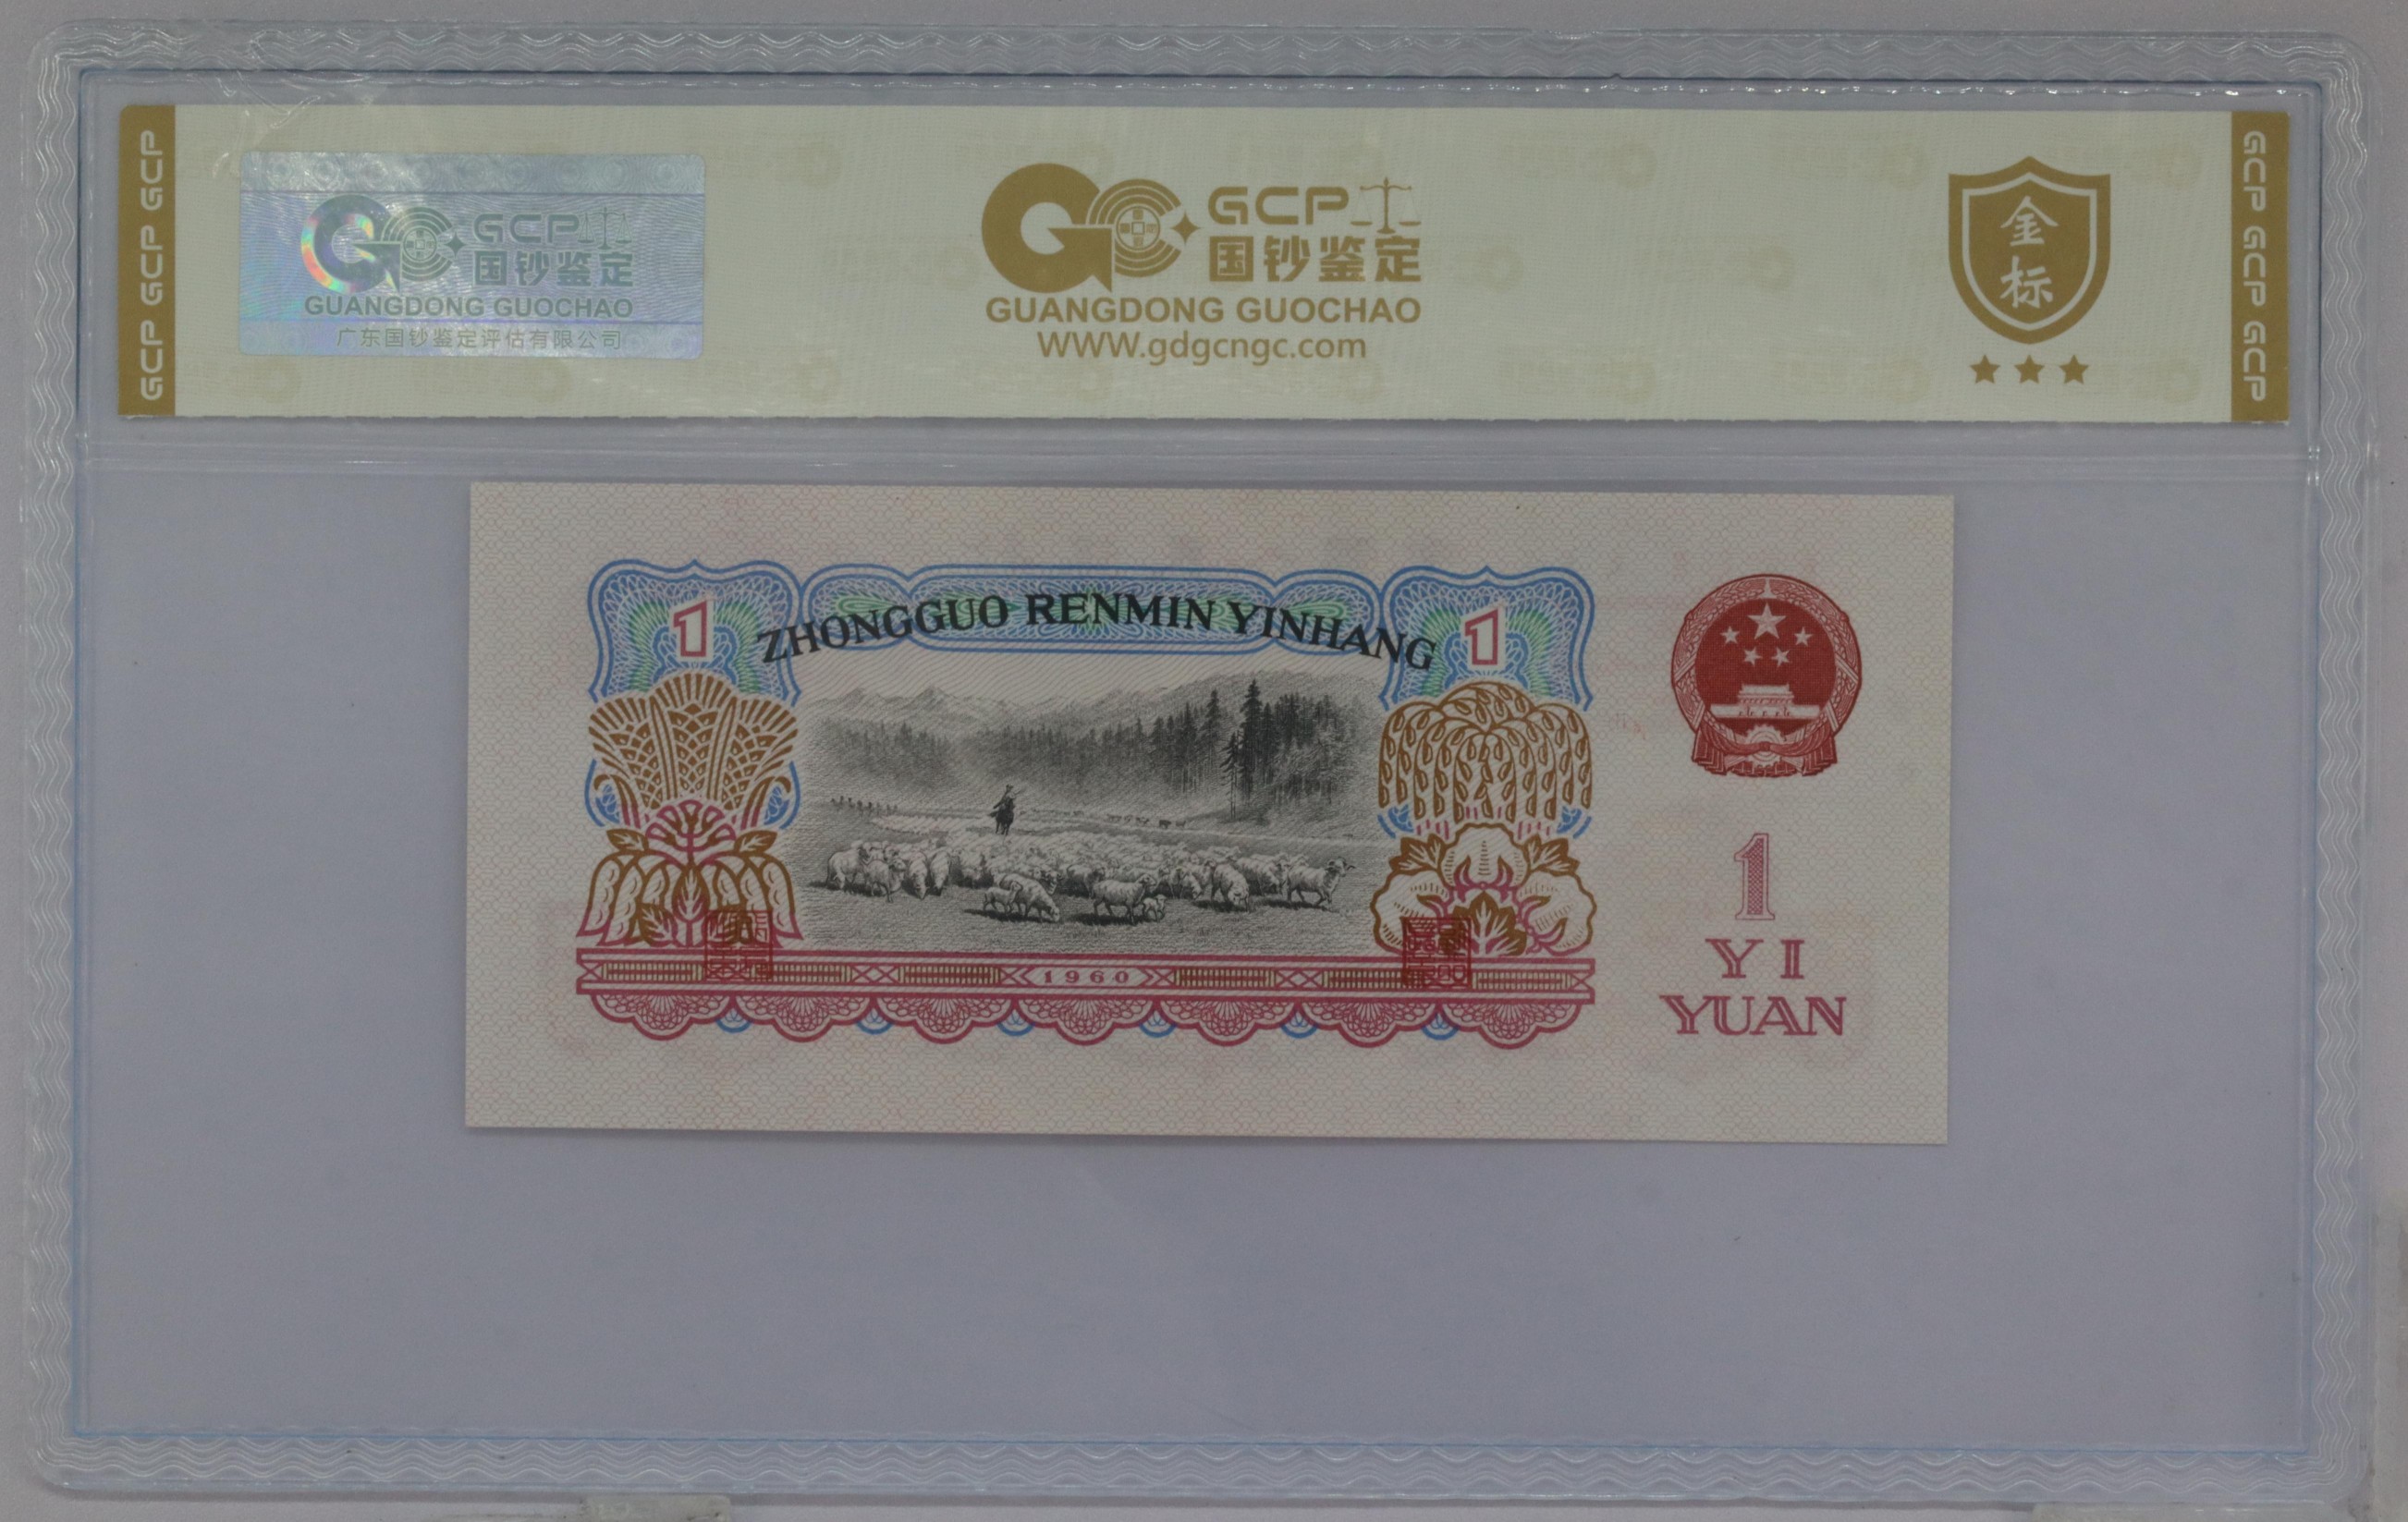 GCP GCP GCP
GCP
国钞鉴定
GUANGDONG GUOCHAO
广东国钞鉴定评估有限公司
GCP
国钞鉴定
GUANGDONG GUOCHAO
WWW.gdgcngc.com
金
标
GCP GCP GCP
1
ZHONGGUO RENMIN YINHANG
1
1960
1
YI
YUAN